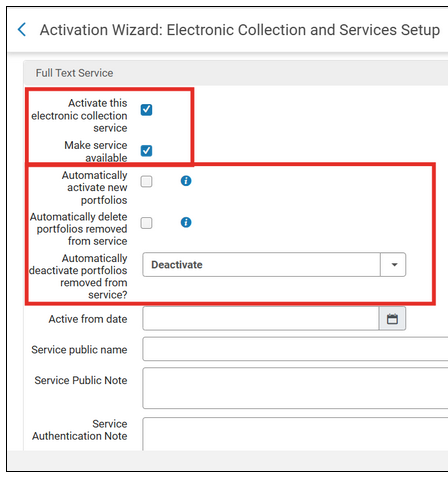 Activation Wizard: Electronic Collection and Services Setup
Full Text Service
Activate this
electronic collection
service
Make service
available
Automatically
activate new
portfolios
Automatically delete
portfolios removed
from service
Automatically
deactivate portfolios
removed from
service?
Deactivate
Active from date
Service public name
Service Public Note
Service
Authentication Note